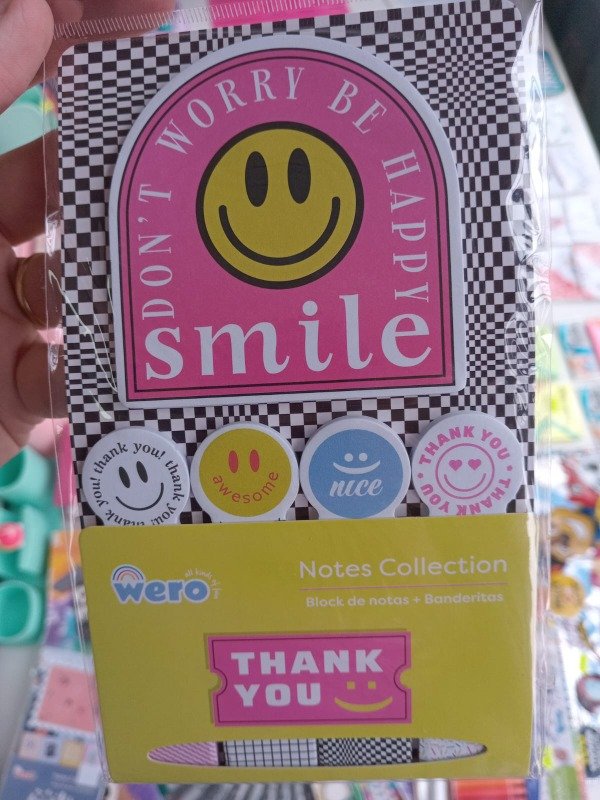 DON'T WORRY BE HAPPY
smile
thank you! thank you! thank you!
awesome
nice
THANK YOU • THANK YOU •
all kinds of fun
wero
Notes Collection
Block de notas + Banderitas
THANK
YOU